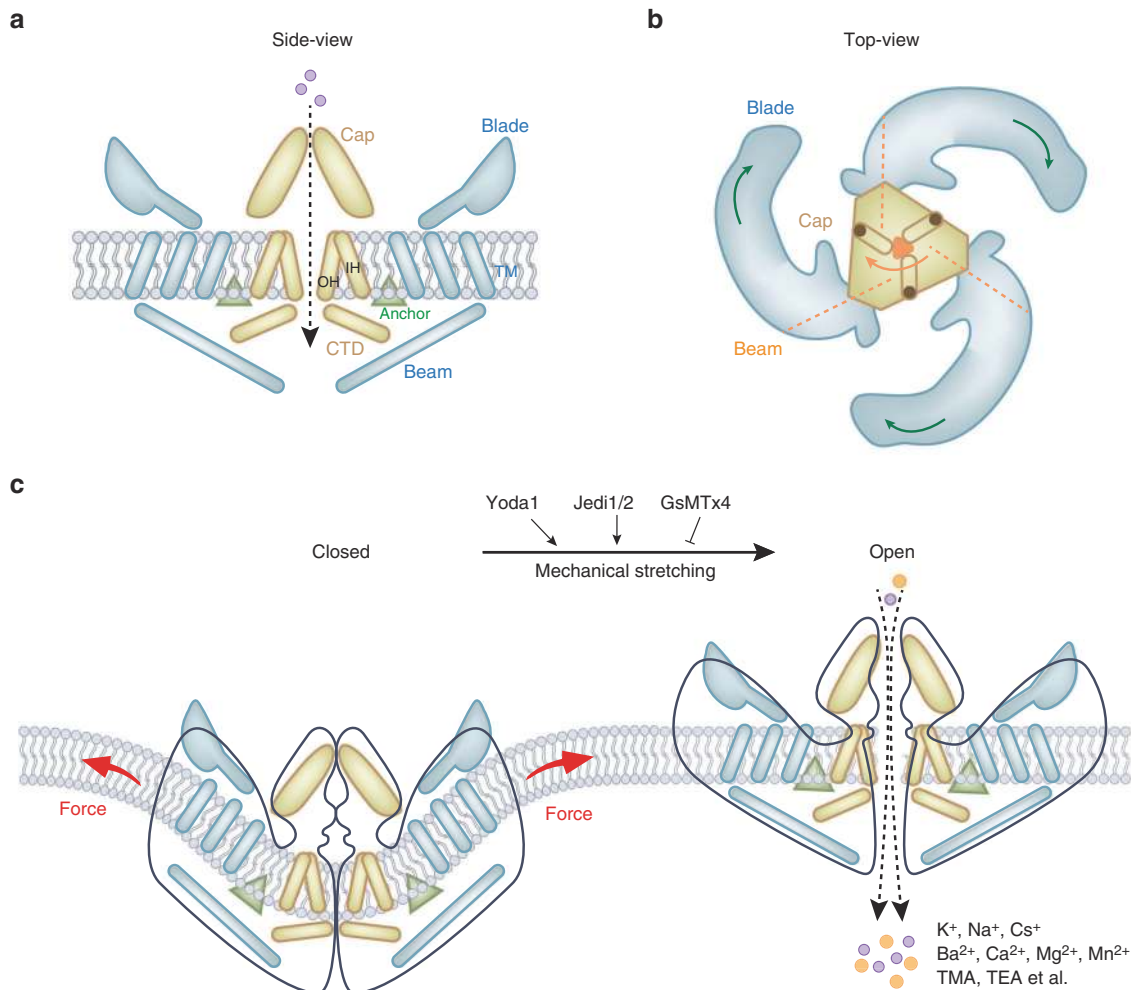 a
Side-view
Cap
Blade
OH
IH
TM
Anchor
CTD
Beam
b
Top-view
Blade
Cap
Beam
c
Yoda1
Jedi1/2
GsMTx4
Closed
Open
Mechanical stretching
Force
Force
K⁺, Na⁺, Cs⁺
Ba²⁺, Ca²⁺, Mg²⁺, Mn²⁺
TMA, TEA et al.